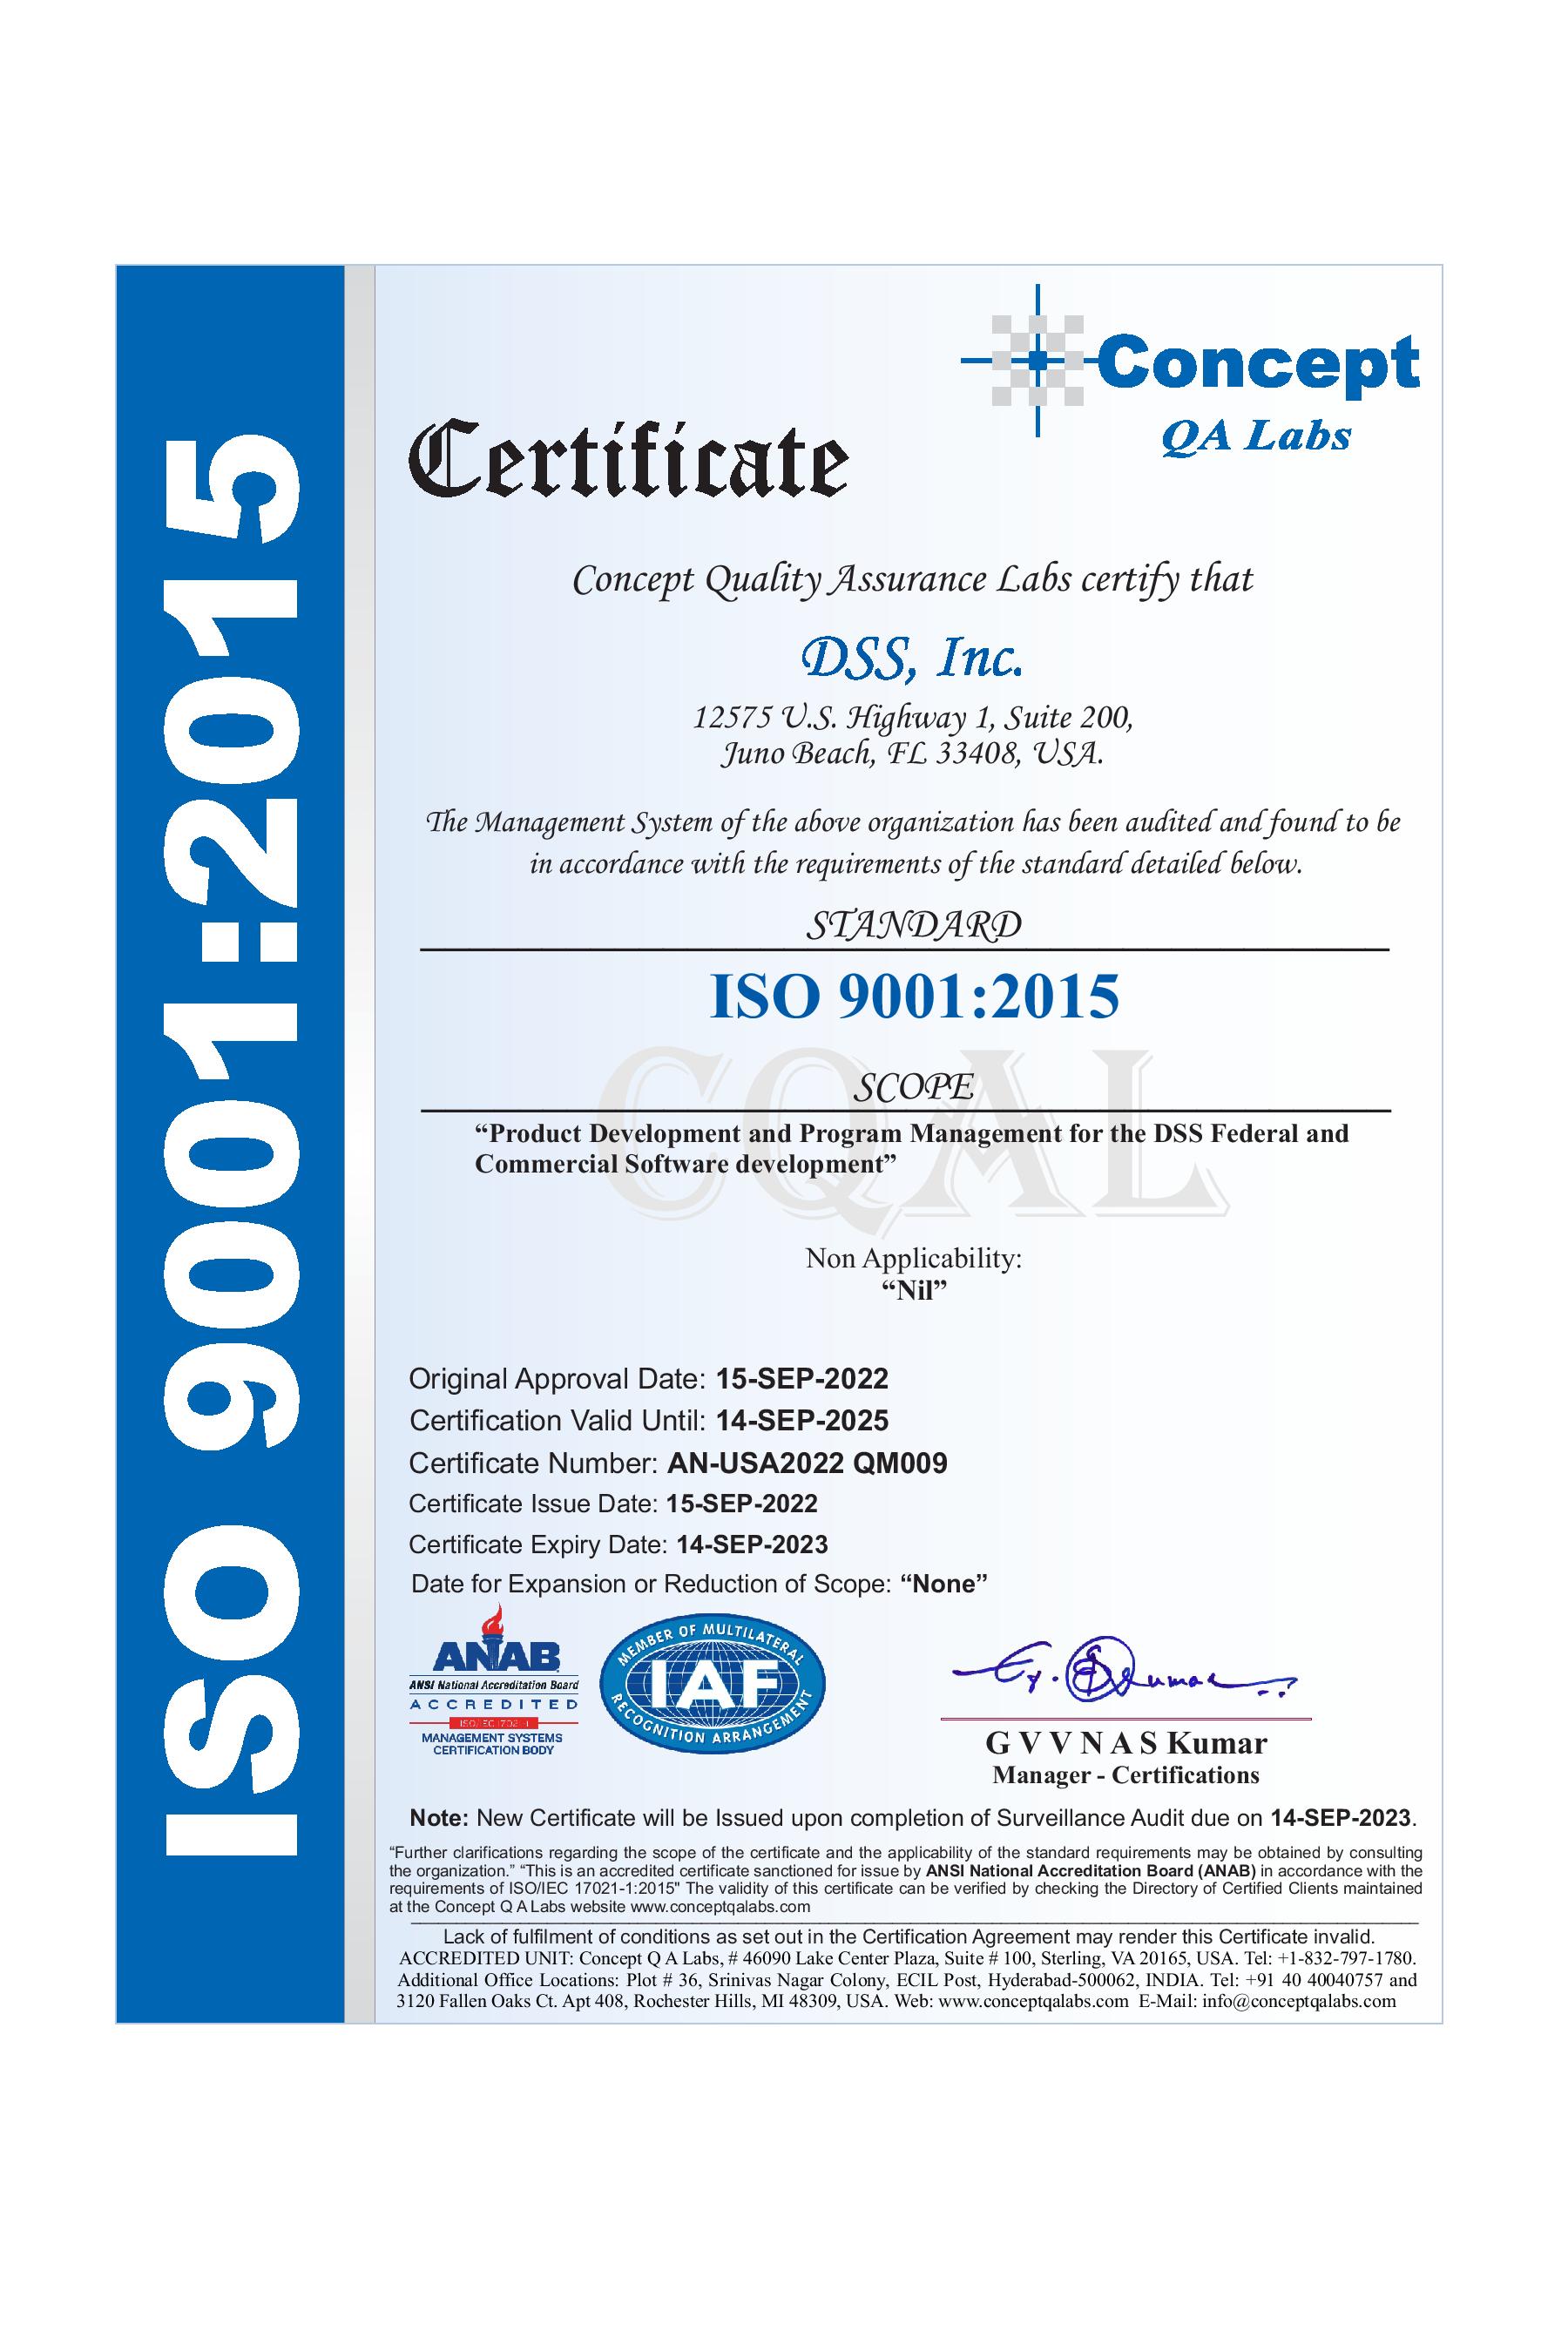 ISO 9001:2015
Concept
QA Labs
Certificate
Concept Quality Assurance Labs certify that
DSS, Inc.
12575 U.S. Highway 1, Suite 200,
Juno Beach, FL 33408, USA.
The Management System of the above organization has been audited and found to be
in accordance with the requirements of the standard detailed below.
STANDARD
ISO 9001:2015
CQAL
SCOPE
“Product Development and Program Management for the DSS Federal and
Commercial Software development”
Non Applicability:
“Nil”
Original Approval Date: 15-SEP-2022
Certification Valid Until: 14-SEP-2025
Certificate Number: AN-USA2022 QM009
Certificate Issue Date: 15-SEP-2022
Certificate Expiry Date: 14-SEP-2023
Date for Expansion or Reduction of Scope: “None”
ANAB
ANSI National Accreditation Board
ACCREDITED
ISO/IEC 17021-1
MANAGEMENT SYSTEMS
CERTIFICATION BODY
MEMBER OF MULTILATERAL
IAF
RECOGNITION ARRANGEMENT
G V V N A S Kumar
Manager - Certifications
Note: New Certificate will be Issued upon completion of Surveillance Audit due on 14-SEP-2023.
“Further clarifications regarding the scope of the certificate and the applicability of the standard requirements may be obtained by consulting
the organization.” “This is an accredited certificate sanctioned for issue by ANSI National Accreditation Board (ANAB) in accordance with the
requirements of ISO/IEC 17021-1:2015" The validity of this certificate can be verified by checking the Directory of Certified Clients maintained
at the Concept Q A Labs website www.conceptqalabs.com
Lack of fulfilment of conditions as set out in the Certification Agreement may render this Certificate invalid.
ACCREDITED UNIT: Concept Q A Labs, # 46090 Lake Center Plaza, Suite # 100, Sterling, VA 20165, USA. Tel: +1-832-797-1780.
Additional Office Locations: Plot # 36, Srinivas Nagar Colony, ECIL Post, Hyderabad-500062, INDIA. Tel: +91 40 40040757 and
3120 Fallen Oaks Ct. Apt 408, Rochester Hills, MI 48309, USA. Web: www.conceptqalabs.com E-Mail: info@conceptqalabs.com